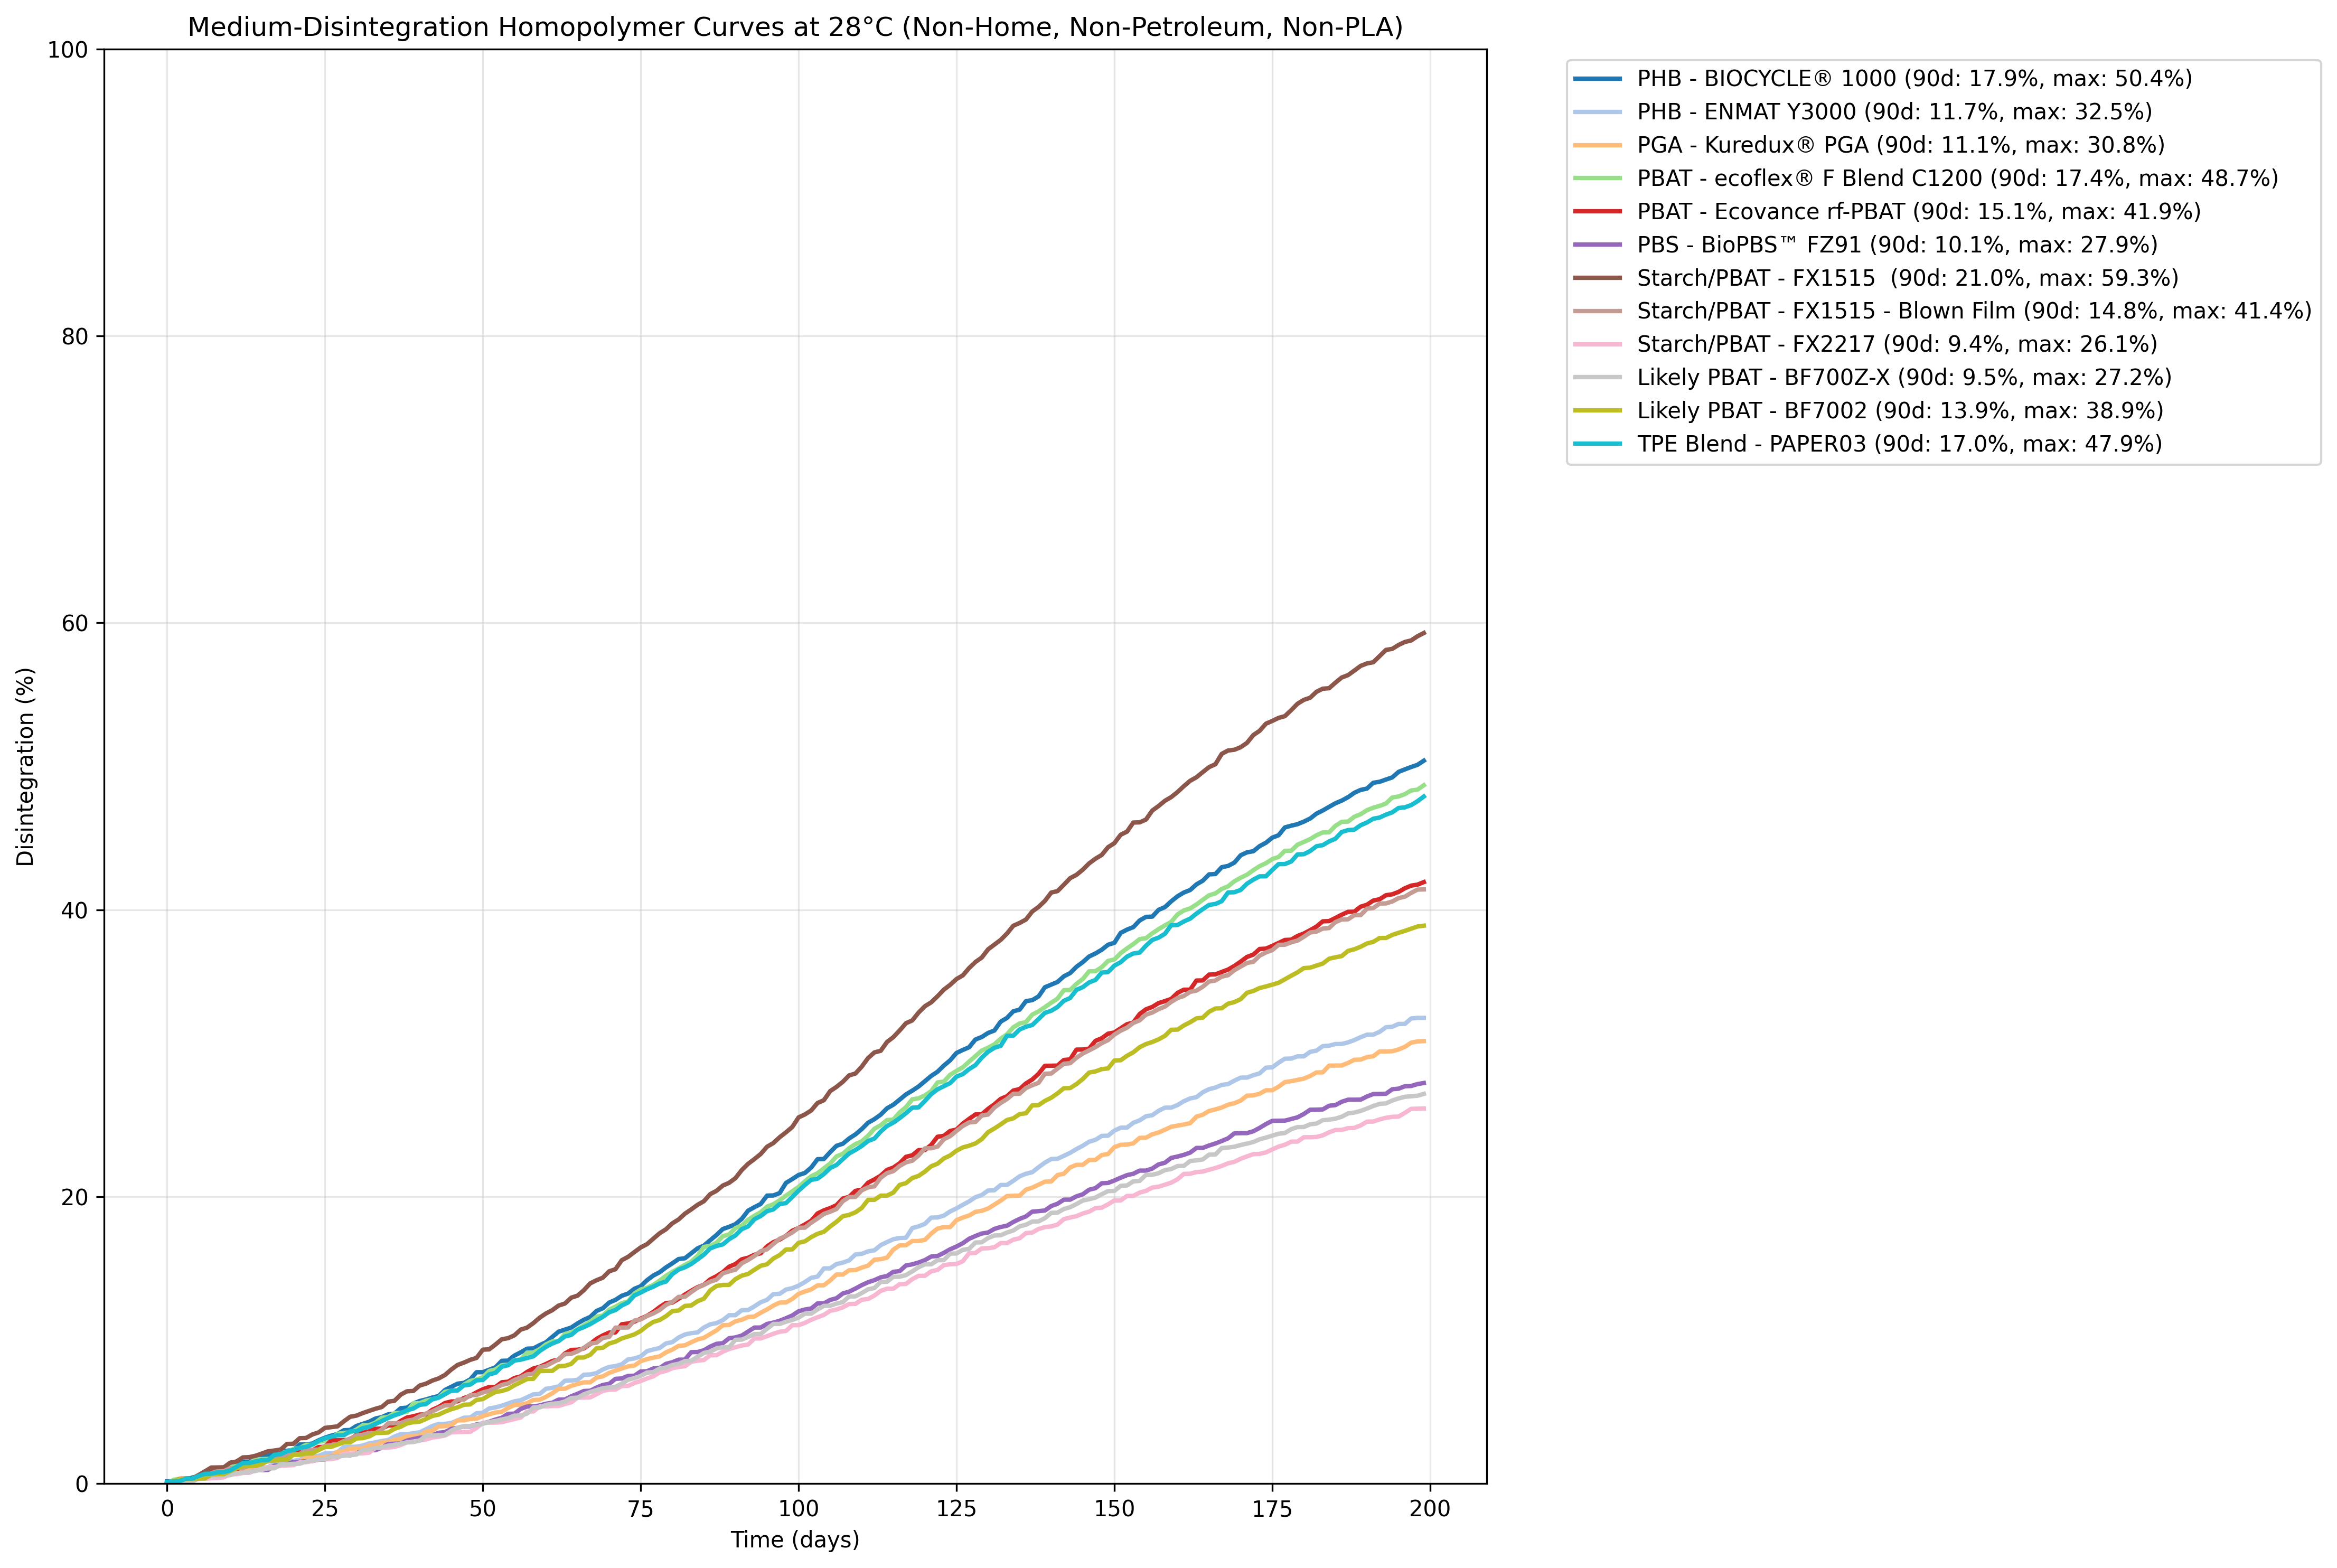 Medium-Disintegration Homopolymer Curves at 28°C (Non-Home, Non-Petroleum, Non-PLA)
100
80
60
40
20
0
Disintegration (%)
0 25 50 75 100 125 150 175 200
Time (days)
PHB - BIOCYCLE® 1000 (90d: 17.9%, max: 50.4%)
PHB - ENMAT Y3000 (90d: 11.7%, max: 32.5%)
PGA - Kuredux® PGA (90d: 11.1%, max: 30.8%)
PBAT - ecoflex® F Blend C1200 (90d: 17.4%, max: 48.7%)
PBAT - Ecovance rf-PBAT (90d: 15.1%, max: 41.9%)
PBS - BioPBS™ FZ91 (90d: 10.1%, max: 27.9%)
Starch/PBAT - FX1515  (90d: 21.0%, max: 59.3%)
Starch/PBAT - FX1515 - Blown Film (90d: 14.8%, max: 41.4%)
Starch/PBAT - FX2217 (90d: 9.4%, max: 26.1%)
Likely PBAT - BF700Z-X (90d: 9.5%, max: 27.2%)
Likely PBAT - BF7002 (90d: 13.9%, max: 38.9%)
TPE Blend - PAPER03 (90d: 17.0%, max: 47.9%)